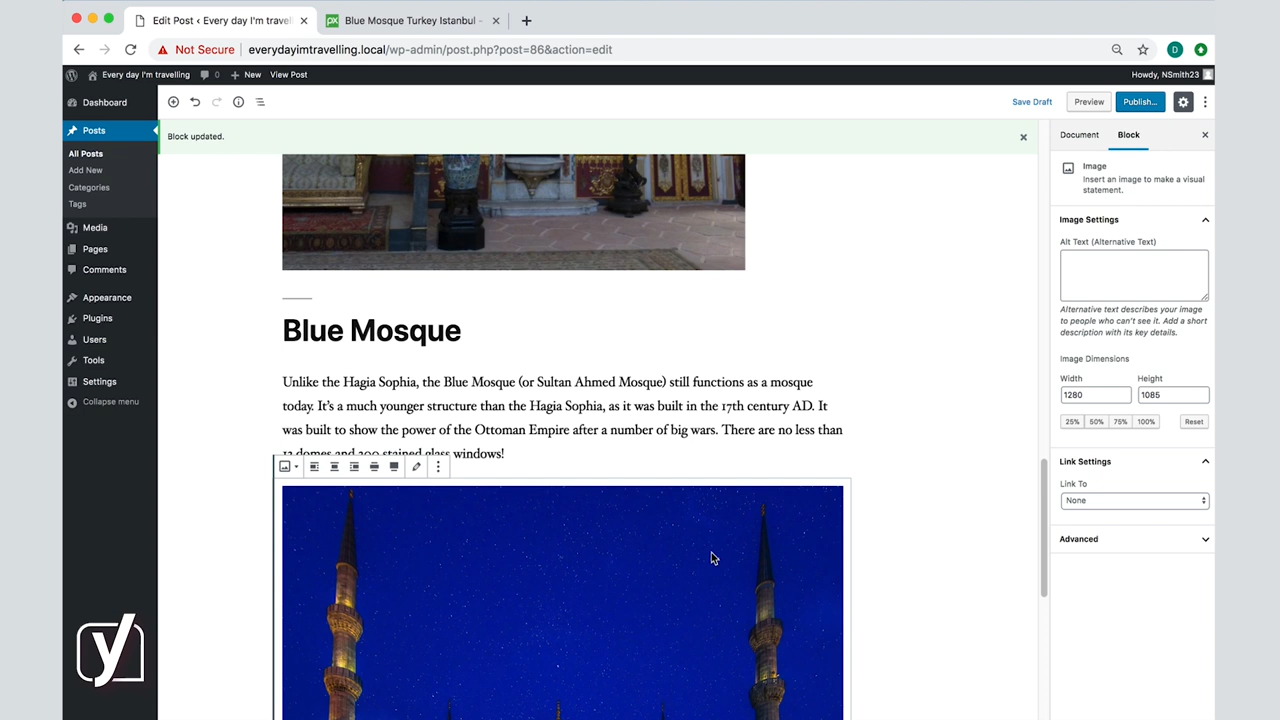 Edit Post ‹ Every day I'm travelli
Blue Mosque Turkey Istanbul -
Not Secure
everydayimtravelling.local/wp-admin/post.php?post=86&action=edit
D
Every day I'm travelling
0
New
View Post
Howdy, NSmith23
Dashboard
Posts
All Posts
Add New
Categories
Tags
Media
Pages
Comments
Appearance
Plugins
Users
Tools
Settings
Collapse menu
Save Draft
Preview
Publish...
Block updated.
Blue Mosque
Unlike the Hagia Sophia, the Blue Mosque (or Sultan Ahmed Mosque) still functions as a mosque
today. It's a much younger structure than the Hagia Sophia, as it was built in the 17th century AD. It
was built to show the power of the Ottoman Empire after a number of big wars. There are no less than
13 domes and 200 stained glass windows!
Document
Block
Image
Insert an image to make a visual
statement.
Image Settings
Alt Text (Alternative Text)
Alternative text describes your image
to people who can't see it. Add a short
description with its key details.
Image Dimensions
Width
Height
1280
1085
25%
50%
75%
100%
Reset
Link Settings
Link To
None
Advanced
y